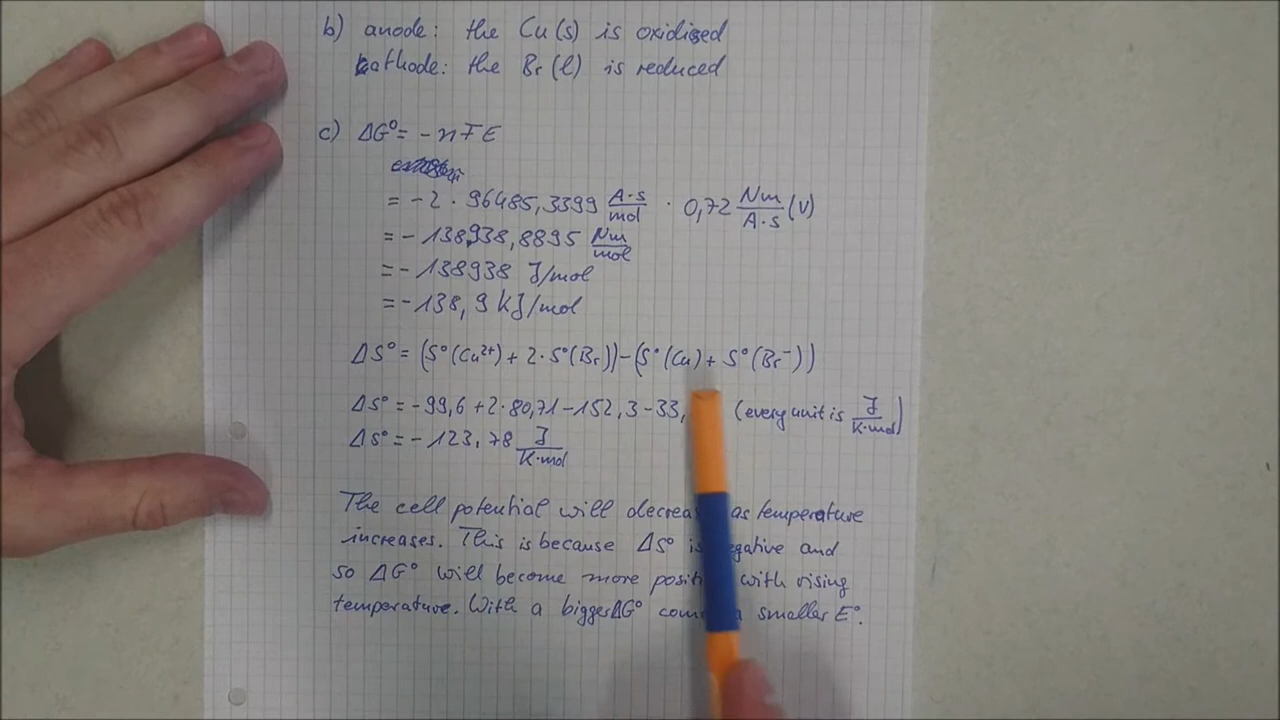 b) anode: the Cu(s) is oxidised
cathode: the Br(l) is reduced
c) ΔG° = -nFE
= -2 · 96485,3399 A·s/mol · 0,72 Nm/A·s (V)
= -138938,8895 Nm/mol
= -138938 J/mol
= -138,9 kJ/mol
ΔS° = (S°(Cu²⁺) + 2·S°(Br)) - (S°(Cu) + S°(Br⁻))
ΔS° = -99,6 + 2·80,71 - 152,3 - 33, (every unit is J/K·mol)
ΔS° = -123,78 J/K·mol
The cell potential will decrea as temperature
increases. This is because ΔS° is egative and
so ΔG° will become more positi with rising
temperature. With a bigger ΔG° com a smaller E°.